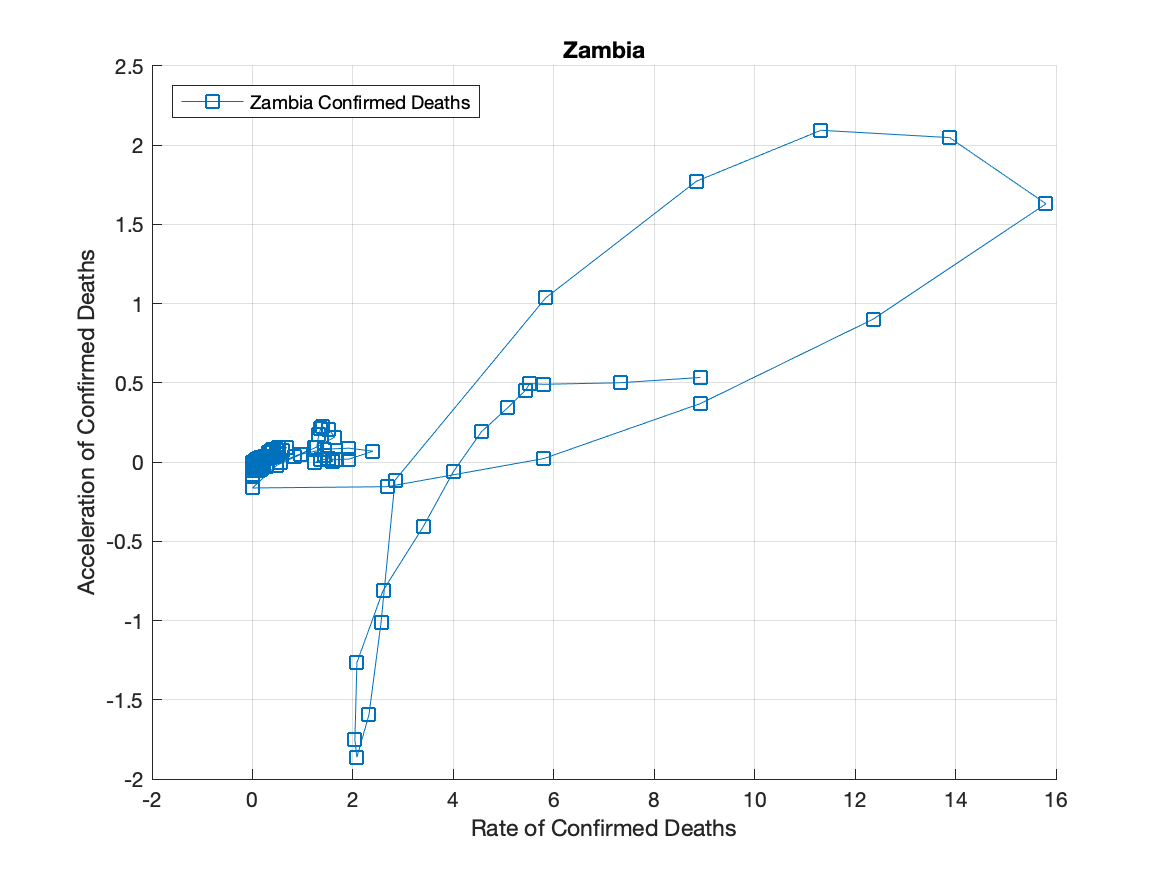 Zambia
Zambia Confirmed Deaths
Acceleration of Confirmed Deaths
2.5
2
1.5
1
0.5
0
-0.5
-1
-1.5
-2
-2 0 2 4 6 8 10 12 14 16
Rate of Confirmed Deaths